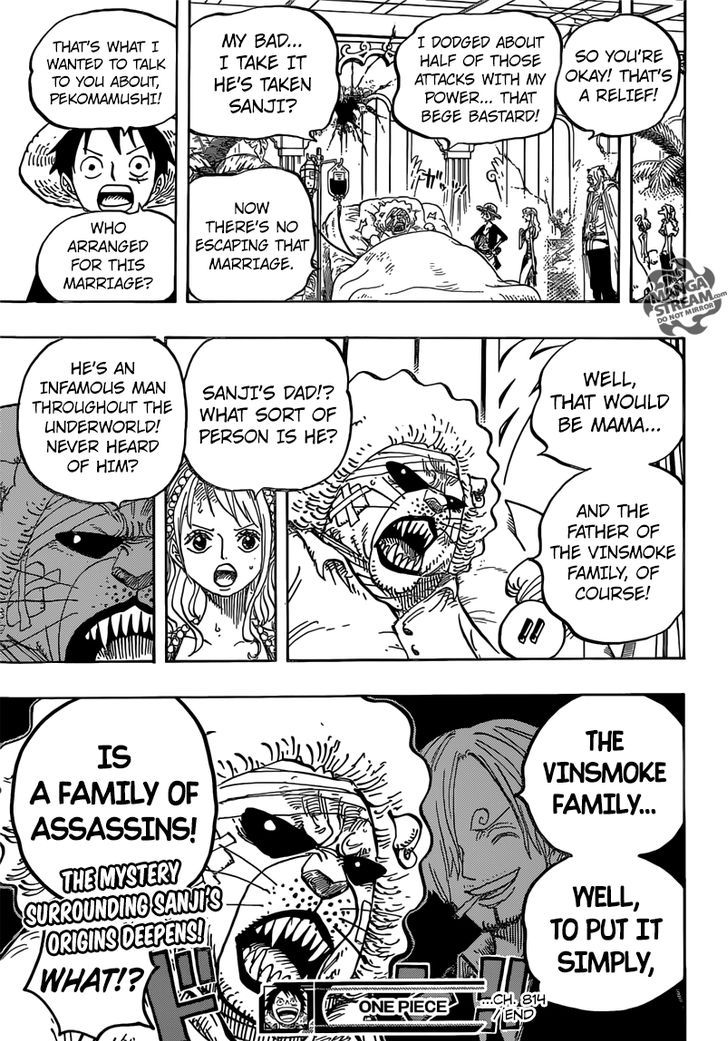 SO YOU'RE
OKAY! THAT'S
A RELIEF!
I DODGED ABOUT
HALF OF THOSE
ATTACKS WITH MY
POWER... THAT
BEGE BASTARD!
MY BAD...
I TAKE IT
HE'S TAKEN
SANJI?
NOW
THERE'S NO
ESCAPING THAT
MARRIAGE.
THAT'S WHAT I
WANTED TO TALK
TO YOU ABOUT,
PEKOMAMUSHI!
WHO
ARRANGED
FOR THIS
MARRIAGE?
MANGA
STREAM.com
DO NOT MIRROR
WELL,
THAT WOULD
BE MAMA...
AND THE
FATHER OF
THE VINSMOKE
FAMILY, OF
COURSE!
!!
SANJI'S DAD!?
WHAT SORT OF
PERSON IS HE?
HE'S AN
INFAMOUS MAN
THROUGHOUT THE
UNDERWORLD!
NEVER HEARD
OF HIM?
THE
VINSMOKE
FAMILY...
WELL,
TO PUT IT
SIMPLY,
IS
A FAMILY OF
ASSASSINS!
THE MYSTERY
SURROUNDING SANJI'S
ORIGINS DEEPENS!
WHAT!?
ONE PIECE
...CH. 814
/ END